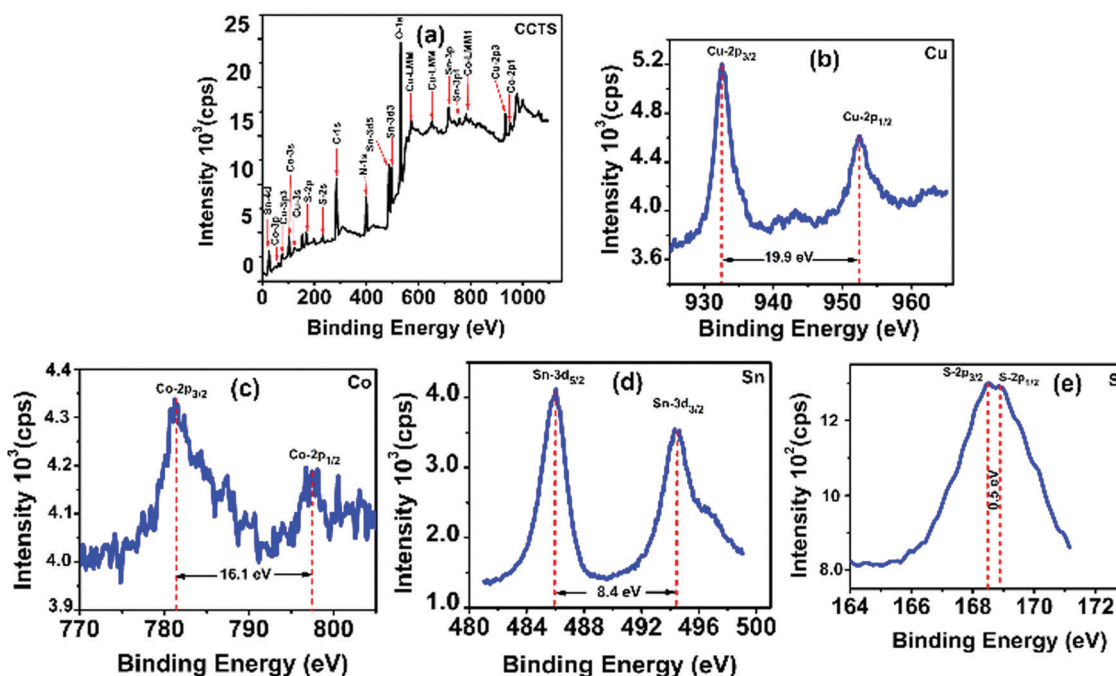 CCTS
(a)
Intensity 10³(cps)
25
20
15
10
5
0
Sn-4d
Co-3p
Cu-3p3
Co-3s
Cu-3s
S-2p
S-2s
C-1s
N-1s
Sn-3d5
Sn-3d3
O-1s
Cu-LMM
Cu-LMM
Sn-3p
Sn-3p1
Co-LMM1
Cu-2p3
Co-2p1
0 200 400 600 800 1000
Binding Energy (eV)
(b)
Cu
Cu-2p₃/₂
Cu-2p₁/₂
Intensity 10³(cps)
5.2
4.8
4.4
4.0
3.6
19.9 eV
930 940 950 960
Binding Energy (eV)
(c)
Co
Co-2p₃/₂
Co-2p₁/₂
Intensity 10³(cps)
4.4
4.3
4.2
4.1
4.0
3.9
16.1 eV
770 780 790 800
Binding Energy (eV)
(d)
Sn
Sn-3d₅/₂
Sn-3d₃/₂
Intensity 10³(cps)
4.0
3.0
2.0
1.0
8.4 eV
480 484 488 492 496 500
Binding Energy (eV)
(e)
S
S-2p₃/₂ S-2p₁/₂
Intensity 10²(cps)
12
10
8.0
0.5 eV
164 166 168 170 172
Binding Energy (eV)